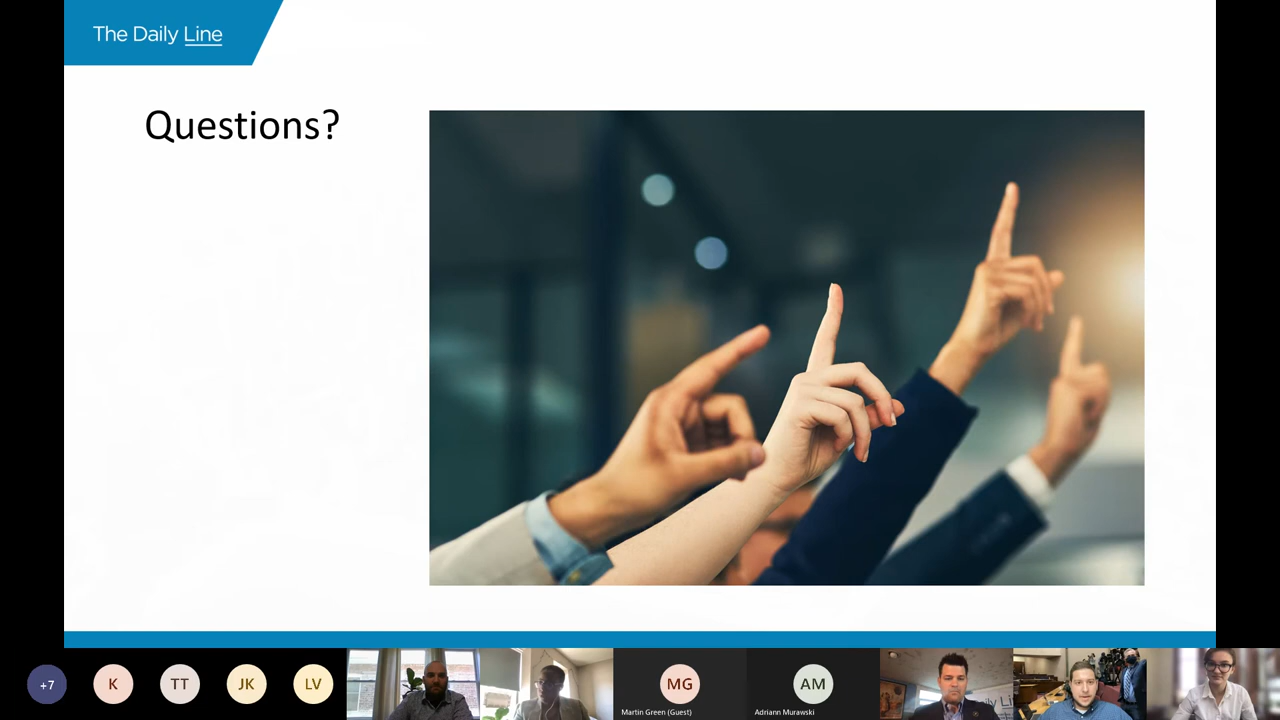 The Daily Line
Questions?
+7
K
TT
JK
LV
MG
Martin Green (Guest)
AM
Adriann Murawski